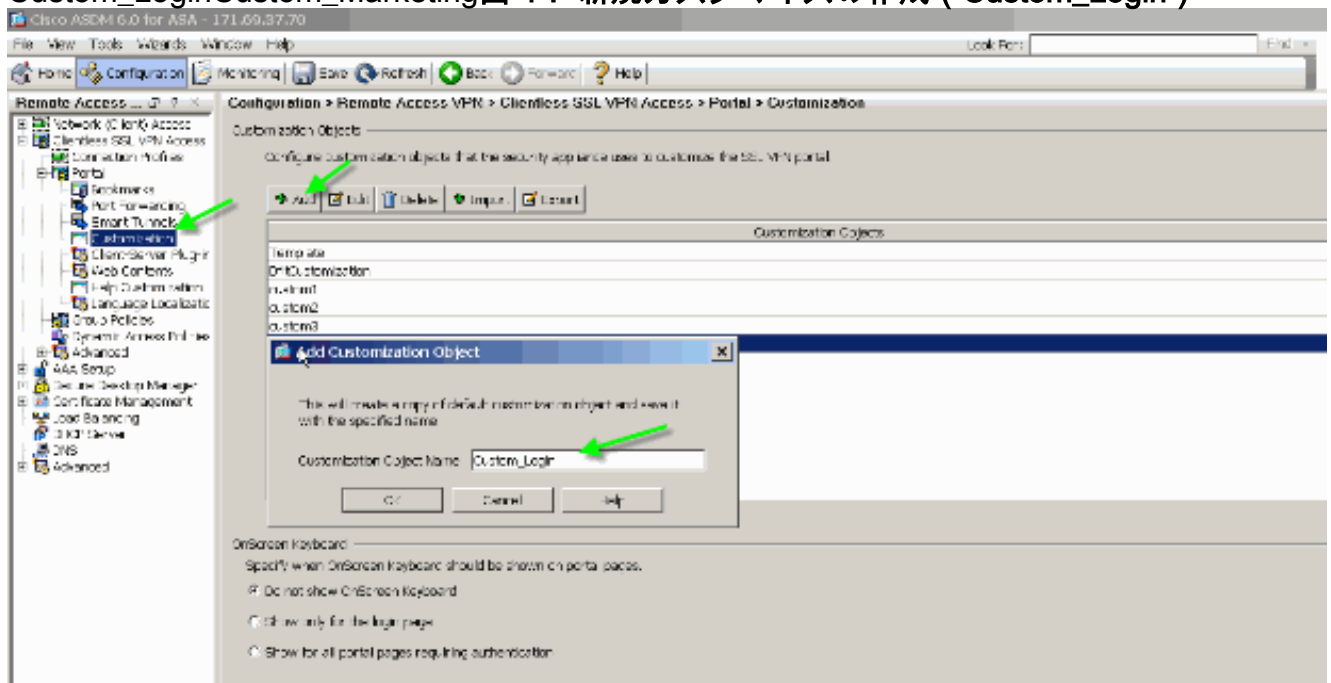 Custom_LoginCustom_Marketing
Cisco ASDM 6.0 for ASA - 171.69.37.70
File View Tools Wizards Window Help Look For: Find
Home Configuration Monitoring Save Refresh Back Forward Help
Remote Access ...
Configuration > Remote Access VPN > Clientless SSL VPN Access > Portal > Customization
Network (Client) Access
Clientless SSL VPN Access
Connection Profiles
Portal
Bookmarks
Port Forwarding
Smart Tunnels
Customization
Client-Server Plug-ir
Web Contents
Help Customization
Language Localizatic
Group Policies
Dynamic Access Policies
Advanced
AAA Setup
Secure Desktop Manager
Certificate Management
Load Balancing
DHCP Server
DNS
Advanced
Customization Objects
Configure customization objects that the security appliance uses to customize the SSL VPN portal
Add Edit Delete Import Export
Customization Objects
Template
DfltCustomization
custom1
custom2
custom3
Add Customization Object
This will create a copy of default customization object and save it
with the specified name
Customization Object Name Custom_Login
OK Cancel Help
OnScreen Keyboard
Specify when OnScreen Keyboard should be shown on portal pages.
Do not show OnScreen Keyboard
Show only for the login page
Show for all portal pages requiring authentication